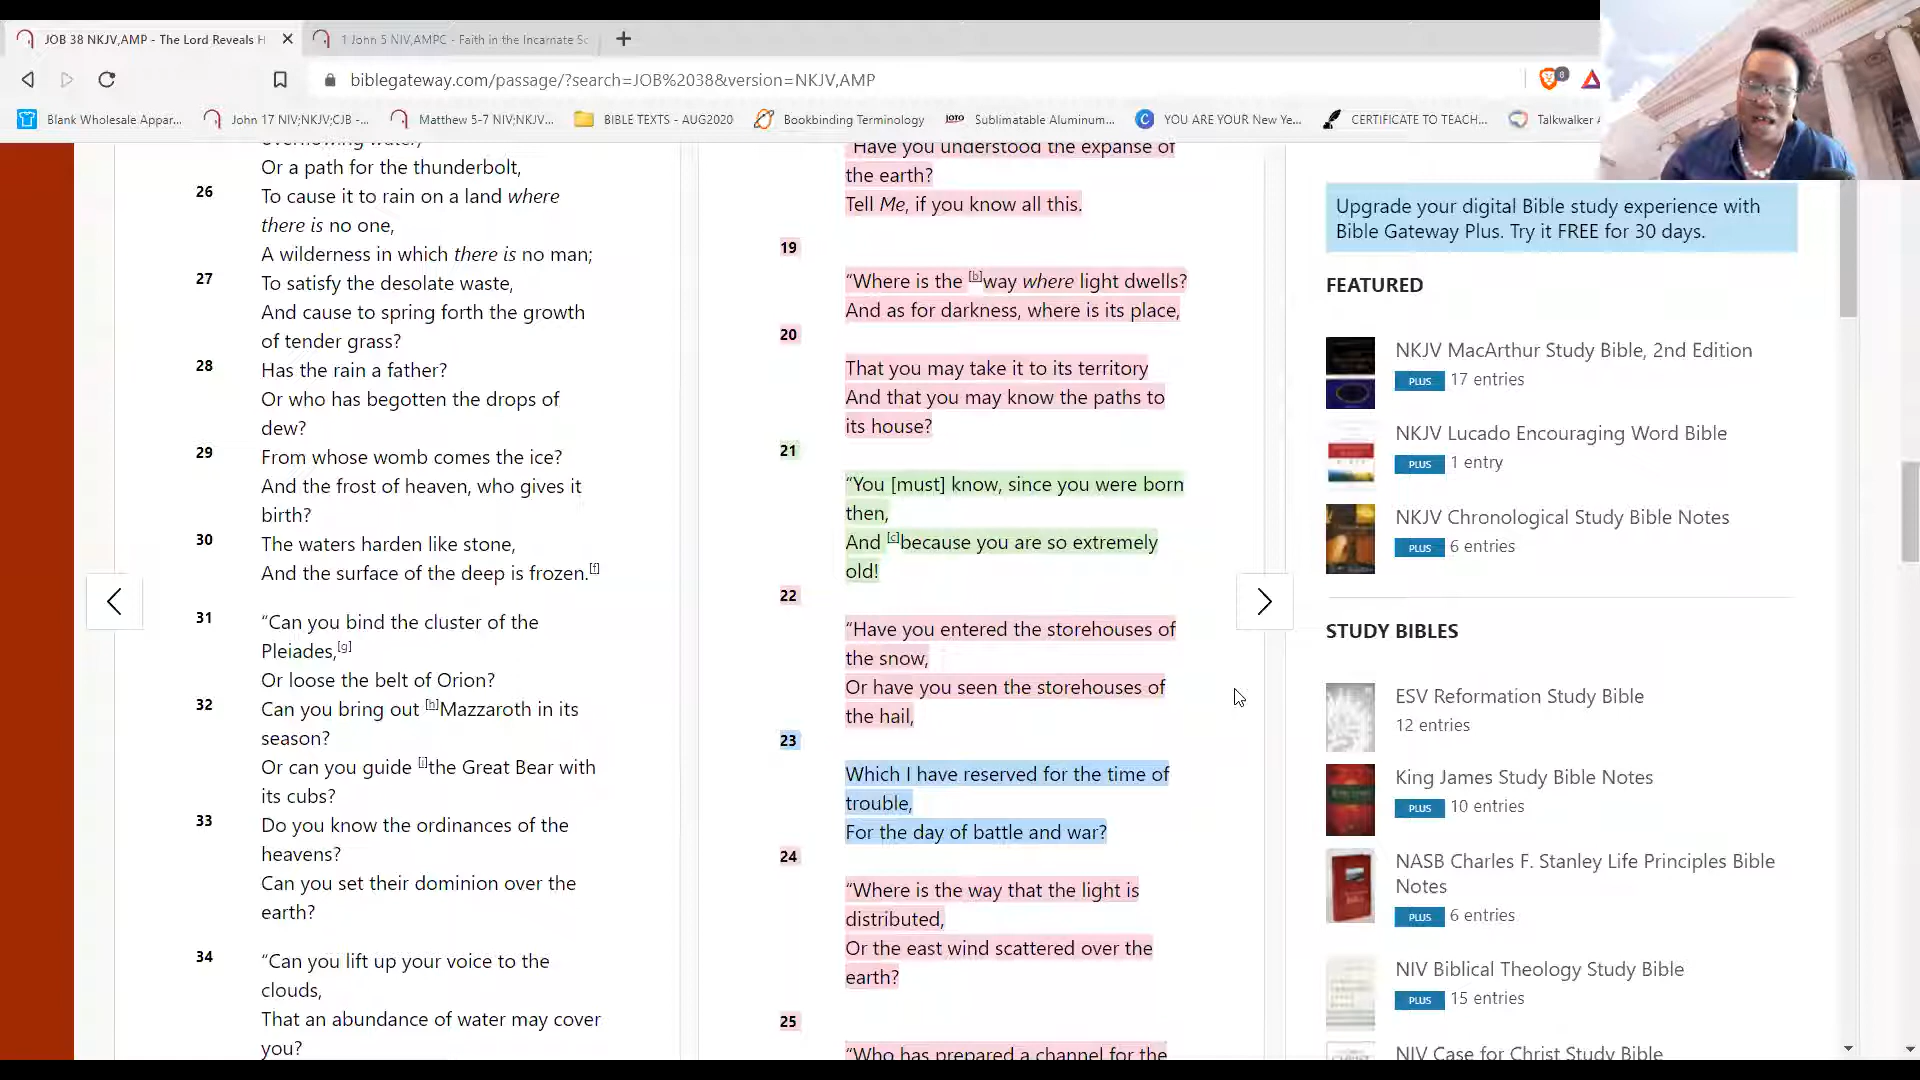 JOB 38 NKJV,AMP - The Lord Reveals H
1 John 5 NIV,AMPC - Faith in the Incarnate Sc
biblegateway.com/passage/?search=JOB%2038&version=NKJV,AMP
8
Blank Wholesale Appar...
John 17 NIV;NKJV;CJB -...
Matthew 5-7 NIV;NKJV...
BIBLE TEXTS - AUG2020
Bookbinding Terminology
Sublimatable Aluminum...
YOU ARE YOUR New Ye...
CERTIFICATE TO TEACH...
Talkwalker A
overflowing water,
Or a path for the thunderbolt,
26 To cause it to rain on a land where
there is no one,
A wilderness in which there is no man;
27 To satisfy the desolate waste,
And cause to spring forth the growth
of tender grass?
28 Has the rain a father?
Or who has begotten the drops of
dew?
29 From whose womb comes the ice?
And the frost of heaven, who gives it
birth?
30 The waters harden like stone,
And the surface of the deep is frozen.[f]
31 “Can you bind the cluster of the
Pleiades,[g]
Or loose the belt of Orion?
32 Can you bring out [h]Mazzaroth in its
season?
Or can you guide [i]the Great Bear with
its cubs?
33 Do you know the ordinances of the
heavens?
Can you set their dominion over the
earth?
34 “Can you lift up your voice to the
clouds,
That an abundance of water may cover
you?
“Have you understood the expanse of
the earth?
Tell Me, if you know all this.
19
“Where is the [b]way where light dwells?
And as for darkness, where is its place,
20
That you may take it to its territory
And that you may know the paths to
its house?
21
“You [must] know, since you were born
then,
And [c]because you are so extremely
old!
22
“Have you entered the storehouses of
the snow,
Or have you seen the storehouses of
the hail,
23
Which I have reserved for the time of
trouble,
For the day of battle and war?
24
“Where is the way that the light is
distributed,
Or the east wind scattered over the
earth?
25
“Who has prepared a channel for the
Upgrade your digital Bible study experience with
Bible Gateway Plus. Try it FREE for 30 days.
FEATURED
NKJV MacArthur Study Bible, 2nd Edition
PLUS 17 entries
NKJV Lucado Encouraging Word Bible
PLUS 1 entry
NKJV Chronological Study Bible Notes
PLUS 6 entries
STUDY BIBLES
ESV Reformation Study Bible
12 entries
King James Study Bible Notes
PLUS 10 entries
NASB Charles F. Stanley Life Principles Bible
Notes
PLUS 6 entries
NIV Biblical Theology Study Bible
PLUS 15 entries
NIV Case for Christ Study Bible